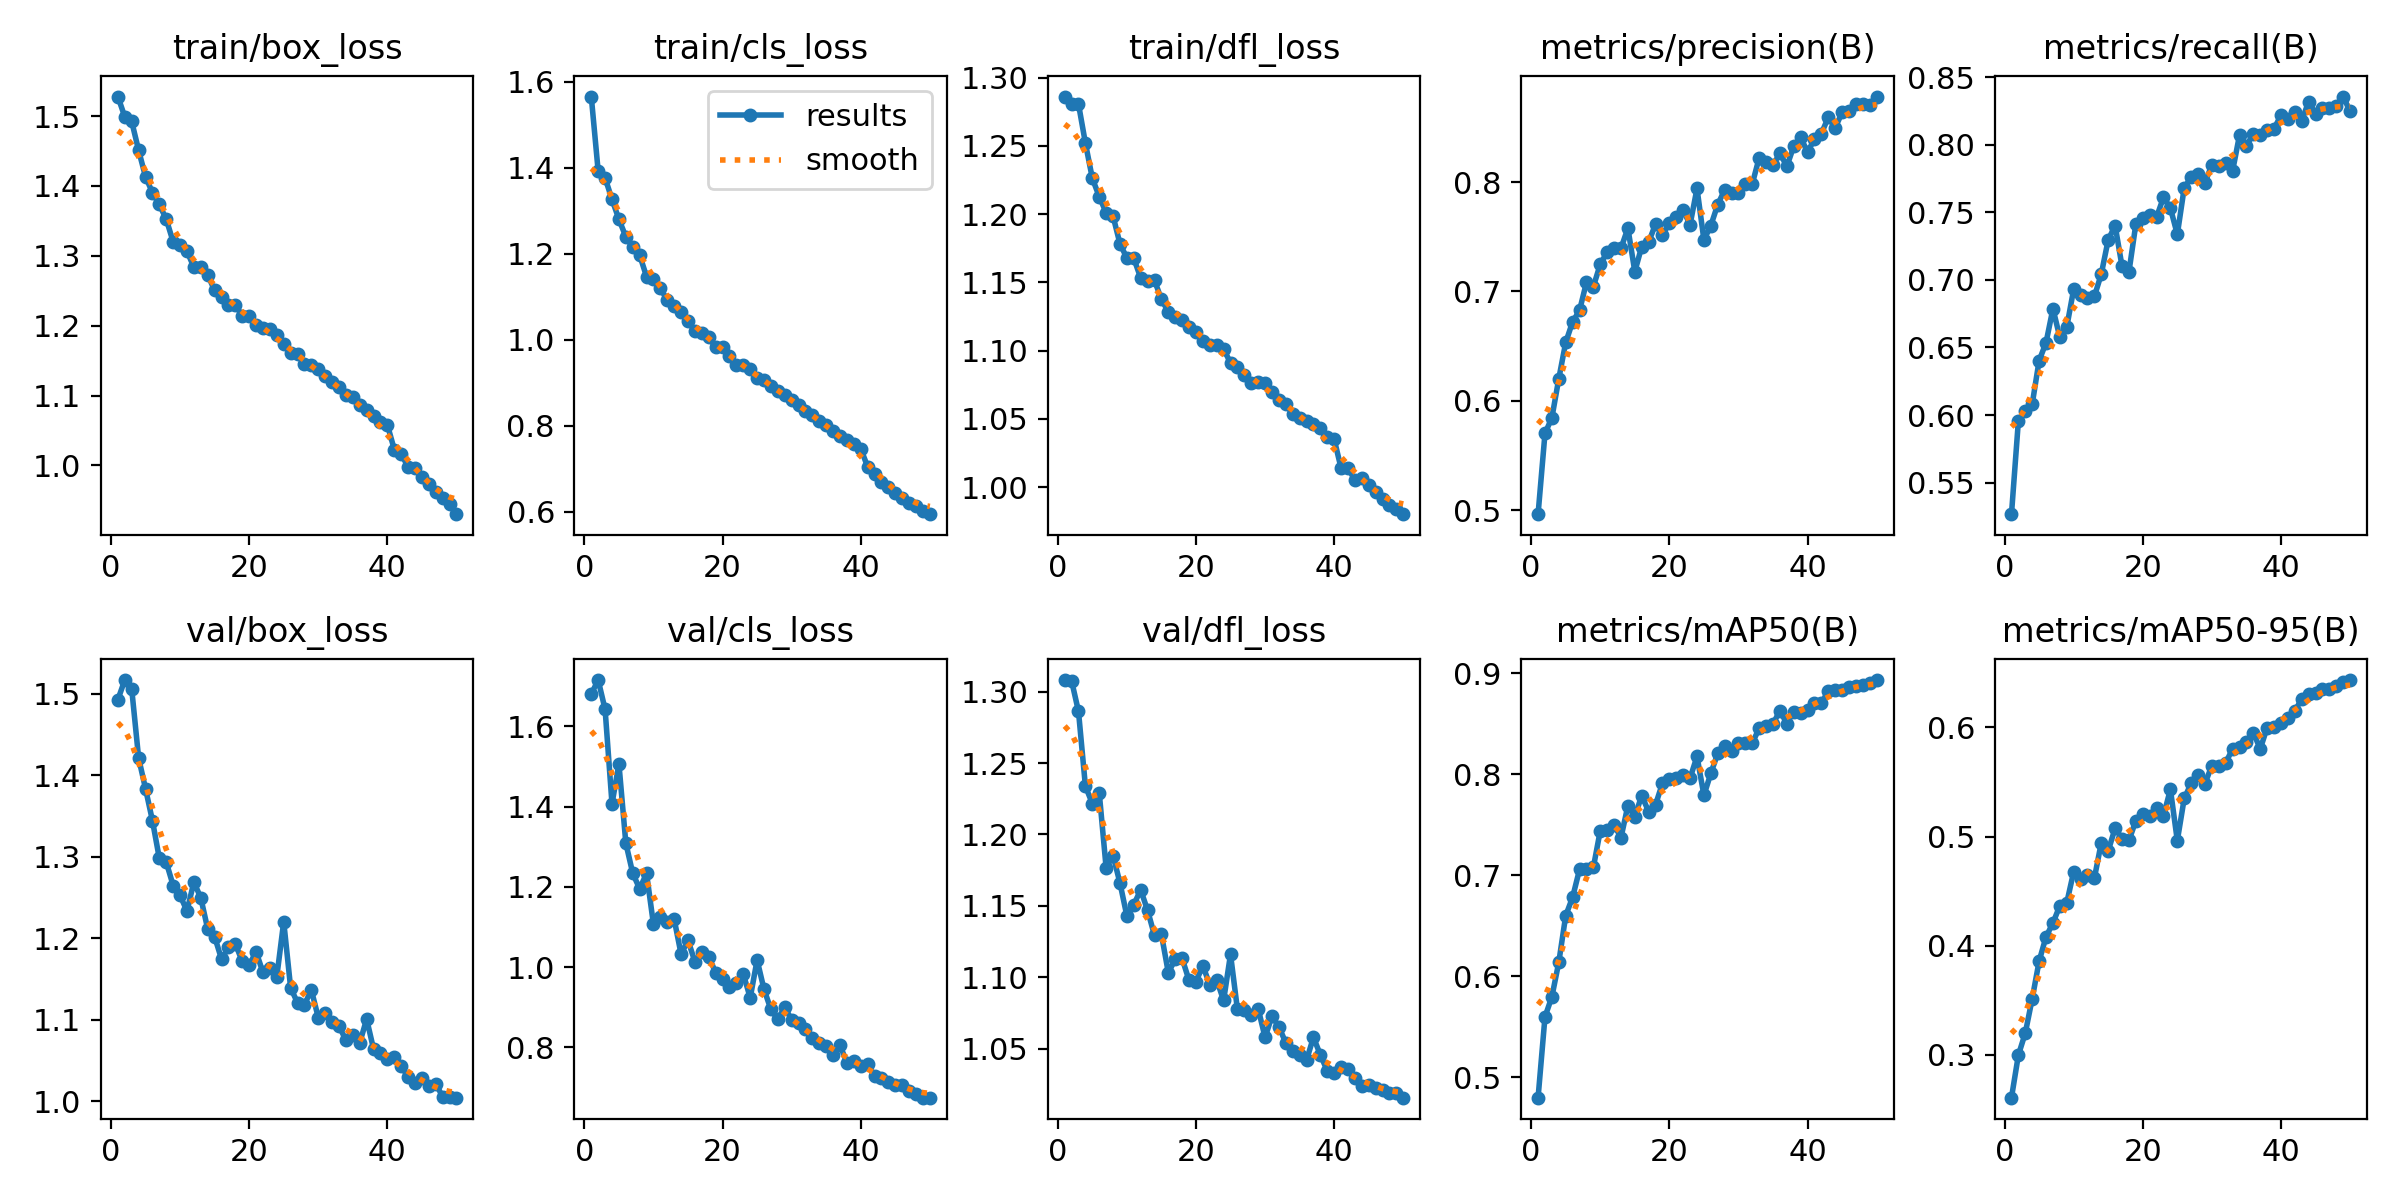 train/box_loss
1.5
1.4
1.3
1.2
1.1
1.0
0 20 40
train/cls_loss
results
smooth
1.6
1.4
1.2
1.0
0.8
0.6
0 20 40
train/dfl_loss
1.30
1.25
1.20
1.15
1.10
1.05
1.00
0 20 40
metrics/precision(B)
0.8
0.7
0.6
0.5
0 20 40
metrics/recall(B)
0.85
0.80
0.75
0.70
0.65
0.60
0.55
0 20 40
val/box_loss
1.5
1.4
1.3
1.2
1.1
1.0
0 20 40
val/cls_loss
1.6
1.4
1.2
1.0
0.8
0 20 40
val/dfl_loss
1.30
1.25
1.20
1.15
1.10
1.05
0 20 40
metrics/mAP50(B)
0.9
0.8
0.7
0.6
0.5
0 20 40
metrics/mAP50-95(B)
0.6
0.5
0.4
0.3
0 20 40